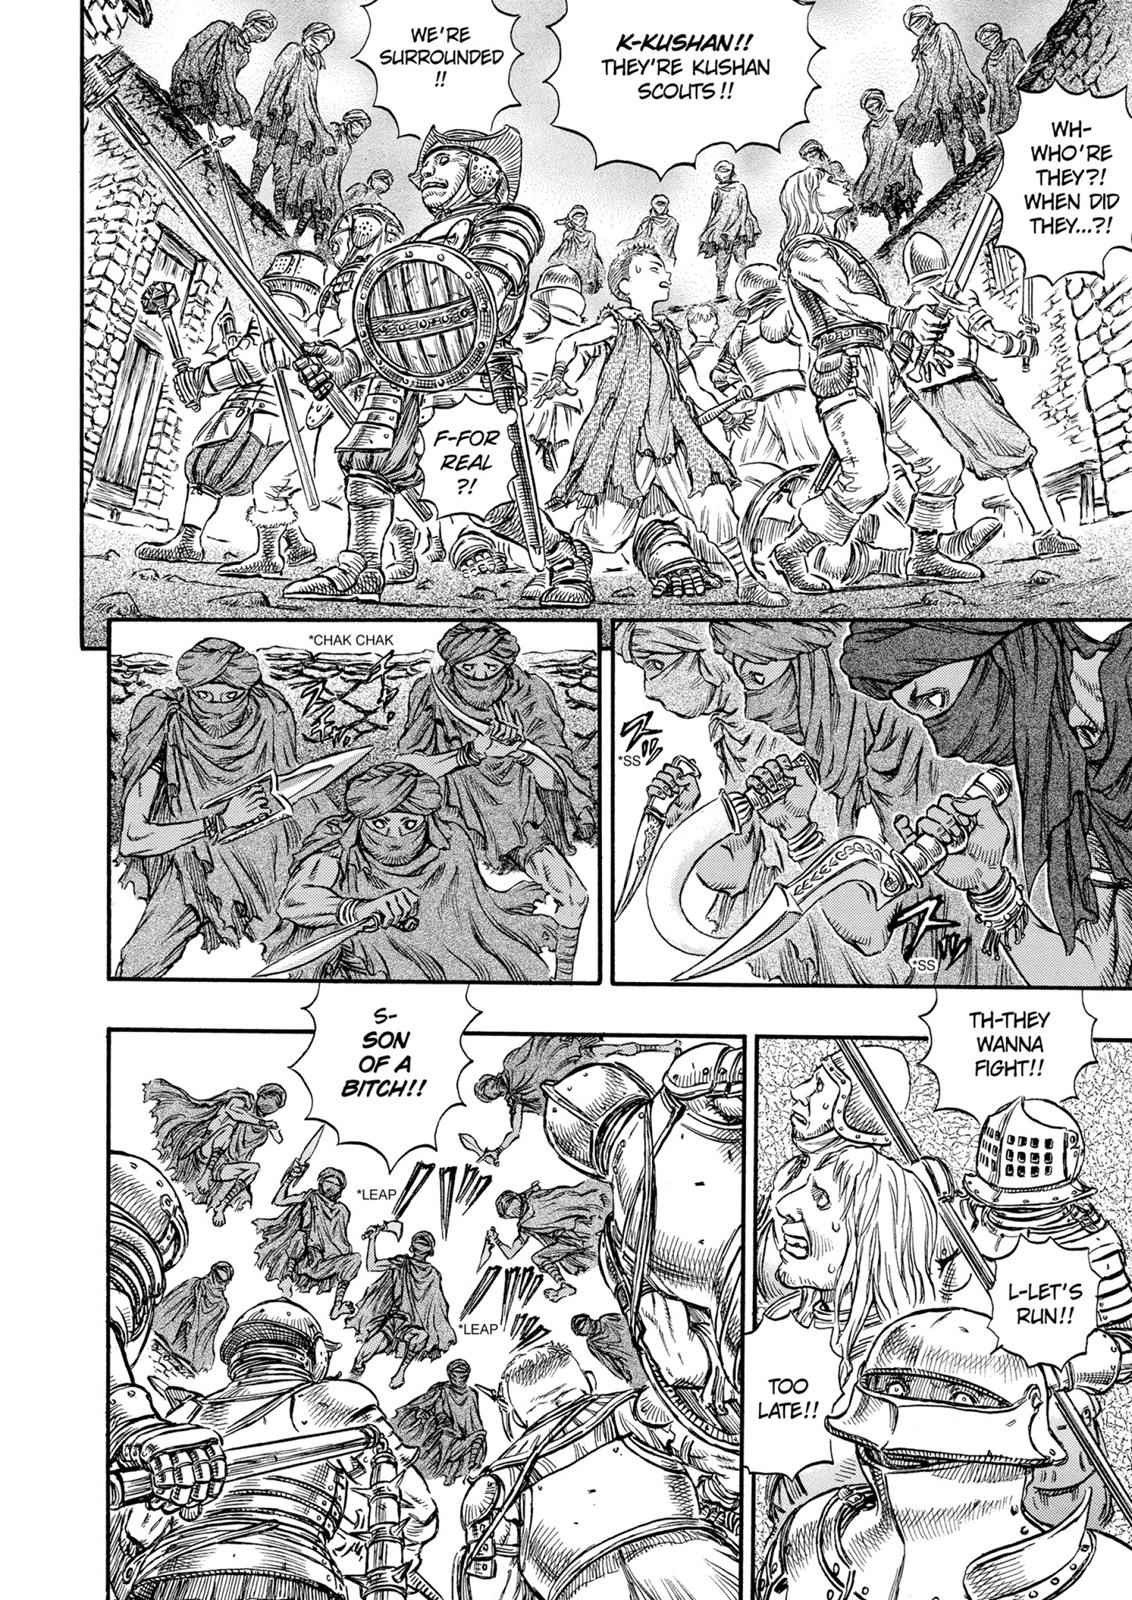 WH-
WHO'RE
THEY?!
WHEN DID
THEY...?!
K-KUSHAN!!
THEY'RE KUSHAN
SCOUTS!!
WE'RE
SURROUNDED
!!
F-FOR
REAL
?!
*SS
*SS
*CHAK CHAK
TH-THEY
WANNA
FIGHT!!
L-LET'S
RUN!!
TOO
LATE!!
S-
SON
OF A
BITCH!!
*LEAP
*LEAP